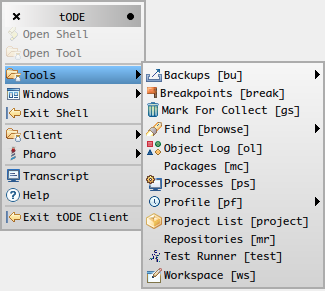 tODE
Open Shell
Open Tool
Tools
Windows
Exit Shell
Client
Pharo
Transcript
Help
Exit tODE Client
Backups [bu]
Breakpoints [break]
Mark For Collect [gs]
Find [browse]
Object Log [ol]
Packages [mc]
Processes [ps]
Profile [pf]
Project List [project]
Repositories [mr]
Test Runner [test]
Workspace [ws]